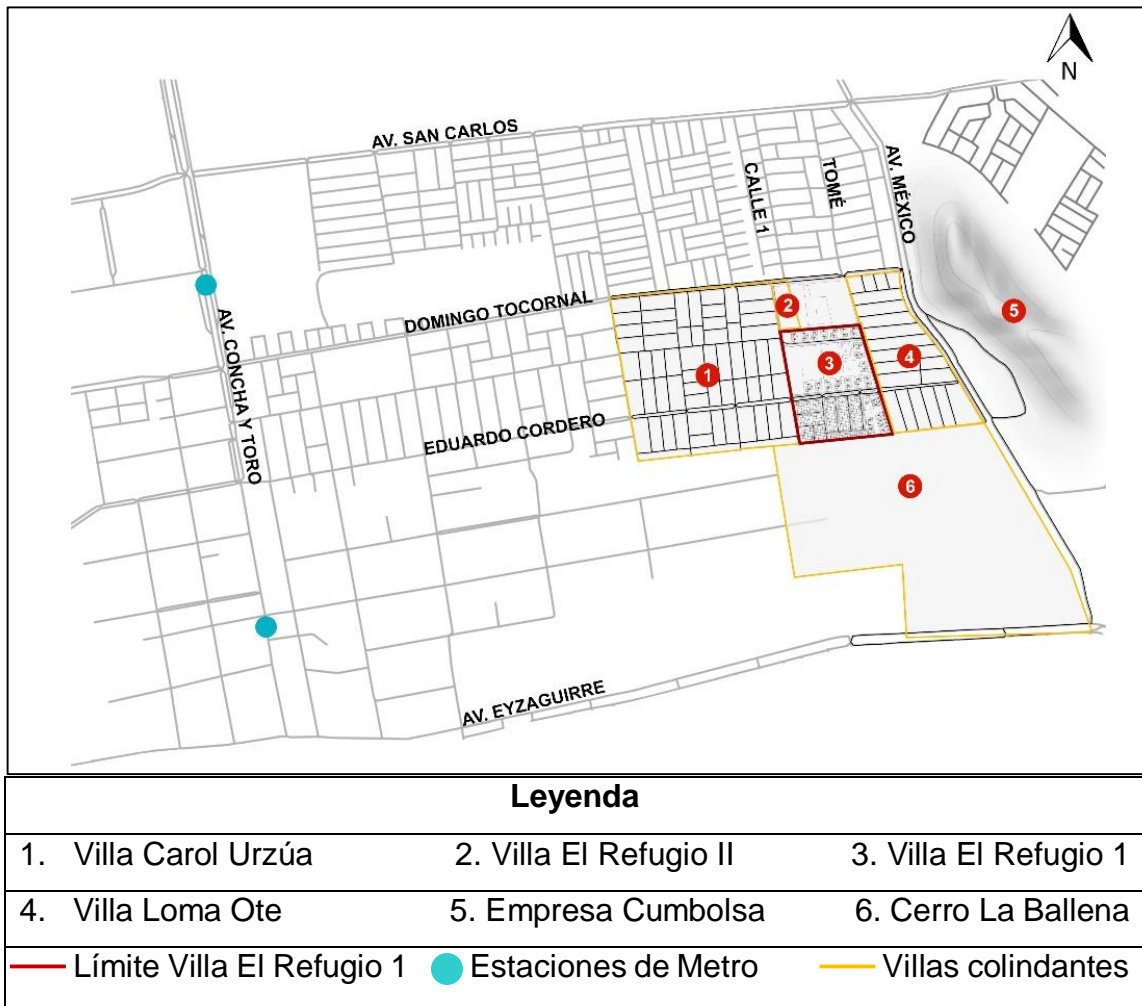 N
AV. SAN CARLOS
CALLE 1
TOMÉ
AV. MÉXICO
DOMINGO TOCORNAL
AV. CONCHA Y TORO
EDUARDO CORDERO
AV. EYZAGUIRRE
2
5
3
4
1
6
Leyenda
1. Villa Carol Urzúa 2. Villa El Refugio II 3. Villa El Refugio 1
4. Villa Loma Ote 5. Empresa Cumbolsa 6. Cerro La Ballena
Límite Villa El Refugio 1 Estaciones de Metro Villas colindantes